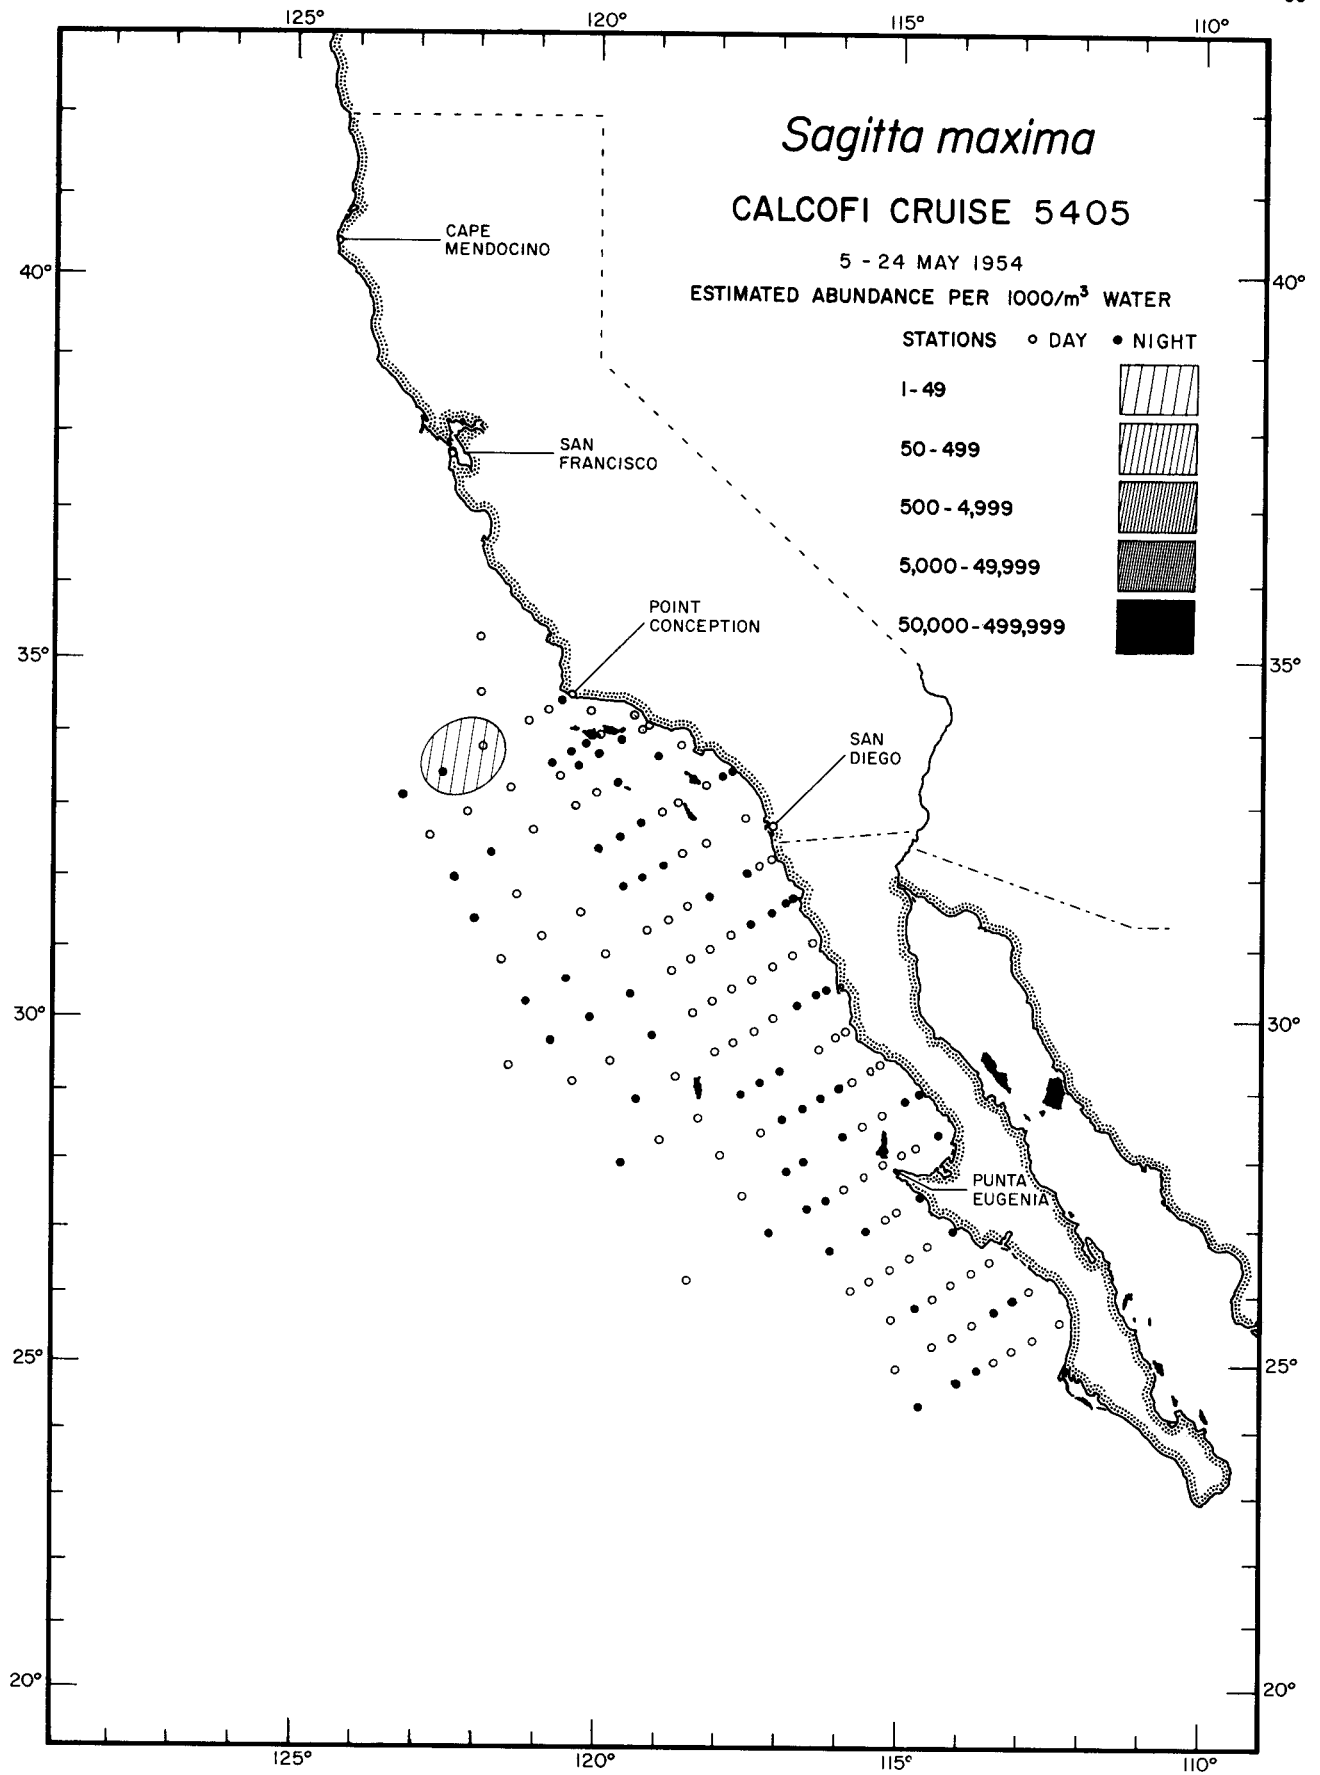 125°
120°
115°
110°
Sagitta maxima
CALCOFI CRUISE 5405
5 - 24 MAY 1954
ESTIMATED ABUNDANCE PER 1000/m³ WATER
STATIONS ○ DAY ● NIGHT
1-49
50-499
500-4,999
5,000-49,999
50,000-499,999
CAPE
MENDOCINO
40°
40°
SAN
FRANCISCO
POINT
CONCEPTION
35°
35°
SAN
DIEGO
30°
30°
PUNTA
EUGENIA
25°
25°
20°
20°
125°
120°
115°
110°